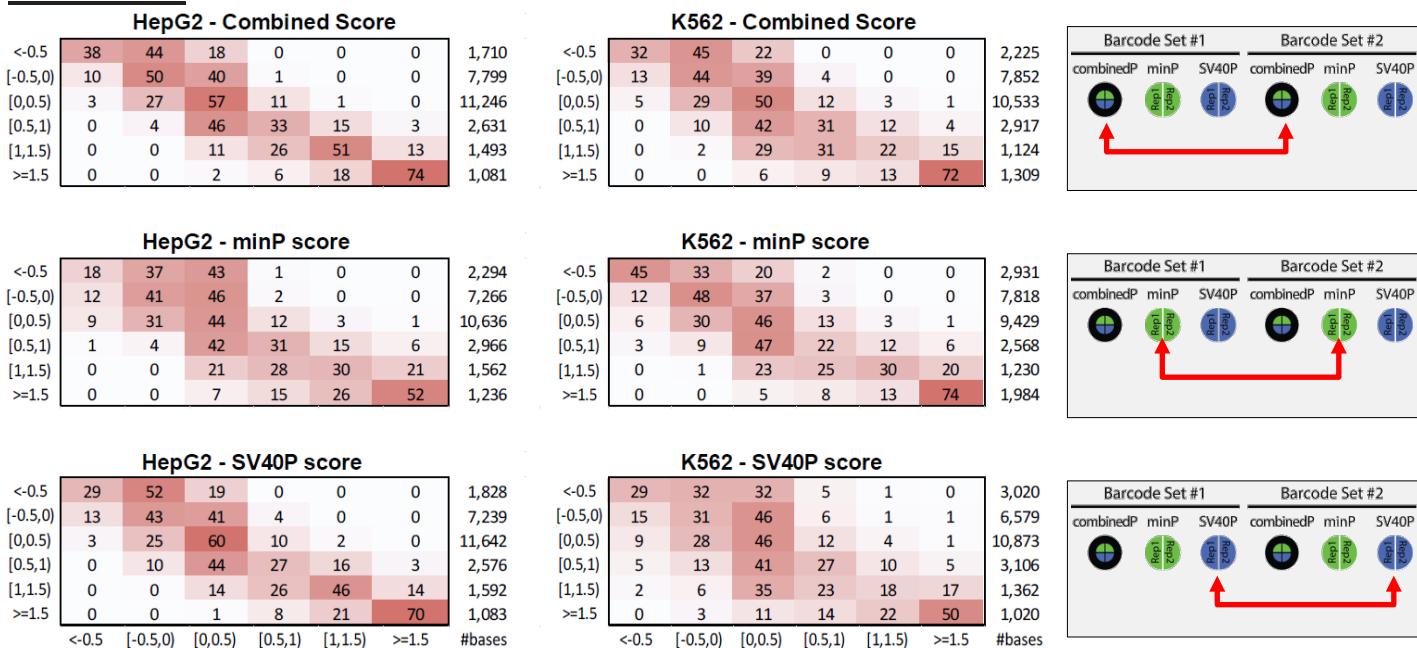 HepG2 - Combined Score
<-0.5 38 44 18 0 0 0 1,710
[-0.5,0) 10 50 40 1 0 0 7,799
[0,0.5) 3 27 57 11 1 0 11,246
[0.5,1) 0 4 46 33 15 3 2,631
[1,1.5) 0 0 11 26 51 13 1,493
>=1.5 0 0 2 6 18 74 1,081
K562 - Combined Score
<-0.5 32 45 22 0 0 0 2,225
[-0.5,0) 13 44 39 4 0 0 7,852
[0,0.5) 5 29 50 12 3 1 10,533
[0.5,1) 0 10 42 31 12 4 2,917
[1,1.5) 0 2 29 31 22 15 1,124
>=1.5 0 0 6 9 13 72 1,309
Barcode Set #1 Barcode Set #2
combinedP minP SV40P combinedP minP SV40P
Rep1 Rep2 Rep1 Rep2 Rep1 Rep2 Rep1 Rep2
HepG2 - minP score
<-0.5 18 37 43 1 0 0 2,294
[-0.5,0) 12 41 46 2 0 0 7,266
[0,0.5) 9 31 44 12 3 1 10,636
[0.5,1) 1 4 42 31 15 6 2,966
[1,1.5) 0 0 21 28 30 21 1,562
>=1.5 0 0 7 15 26 52 1,236
K562 - minP score
<-0.5 45 33 20 2 0 0 2,931
[-0.5,0) 12 48 37 3 0 0 7,818
[0,0.5) 6 30 46 13 3 1 9,429
[0.5,1) 3 9 47 22 12 6 2,568
[1,1.5) 0 1 23 25 30 20 1,230
>=1.5 0 0 5 8 13 74 1,984
Barcode Set #1 Barcode Set #2
combinedP minP SV40P combinedP minP SV40P
Rep1 Rep2 Rep1 Rep2 Rep1 Rep2 Rep1 Rep2
HepG2 - SV40P score
<-0.5 29 52 19 0 0 0 1,828
[-0.5,0) 13 43 41 4 0 0 7,239
[0,0.5) 3 25 60 10 2 0 11,642
[0.5,1) 0 10 44 27 16 3 2,576
[1,1.5) 0 0 14 26 46 14 1,592
>=1.5 0 0 1 8 21 70 1,083
<-0.5 [-0.5,0) [0,0.5) [0.5,1) [1,1.5) >=1.5 #bases
K562 - SV40P score
<-0.5 29 32 32 5 1 0 3,020
[-0.5,0) 15 31 46 6 1 1 6,579
[0,0.5) 9 28 46 12 4 1 10,873
[0.5,1) 5 13 41 27 10 5 3,106
[1,1.5) 2 6 35 23 18 17 1,362
>=1.5 0 3 11 14 22 50 1,020
<-0.5 [-0.5,0) [0,0.5) [0.5,1) [1,1.5) >=1.5 #bases
Barcode Set #1 Barcode Set #2
combinedP minP SV40P combinedP minP SV40P
Rep1 Rep2 Rep1 Rep2 Rep1 Rep2 Rep1 Rep2